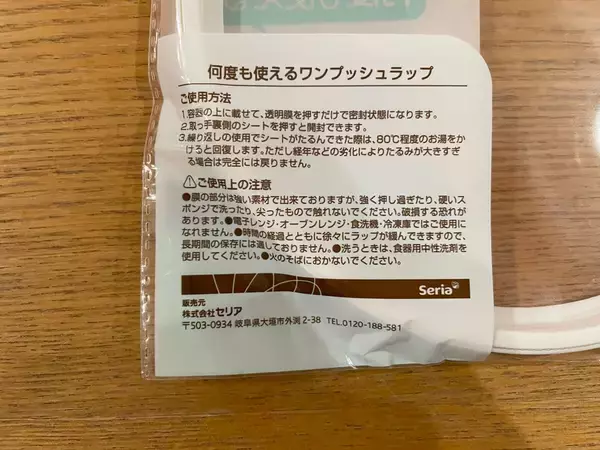 何度も使えるワンプッシュラップ
ご使用方法
1.容器の上に載せて、透明膜を押すだけで密封状態になります。
2.取っ手裏側のシートを押すと開封できます。
3.繰り返しの使用でシートがたるんできた際は、80℃程度のお湯をか
けると回復します。ただし経年などの劣化によりたるみが大きすぎ
る場合は完全には戻りません。
⚠ご使用上の注意
●膜の部分は強い素材で出来ておりますが、強く押し過ぎたり、硬いス
ポンジで洗ったり、尖ったもので触れないでください。破損する恐れが
あります。●電子レンジ・オーブンレンジ・食洗機・冷凍庫ではご使用に
なれません。●時間の経過とともに徐々にラップが緩んできますので、
長期間の保存には適しておりません。●洗うときは、食器用中性洗剤を
使用してください。●火のそばにおかないでください。
Seria
販売元
株式会社セリア
〒503-0934 岐阜県大垣市外渕2-38 TEL.0120-188-581